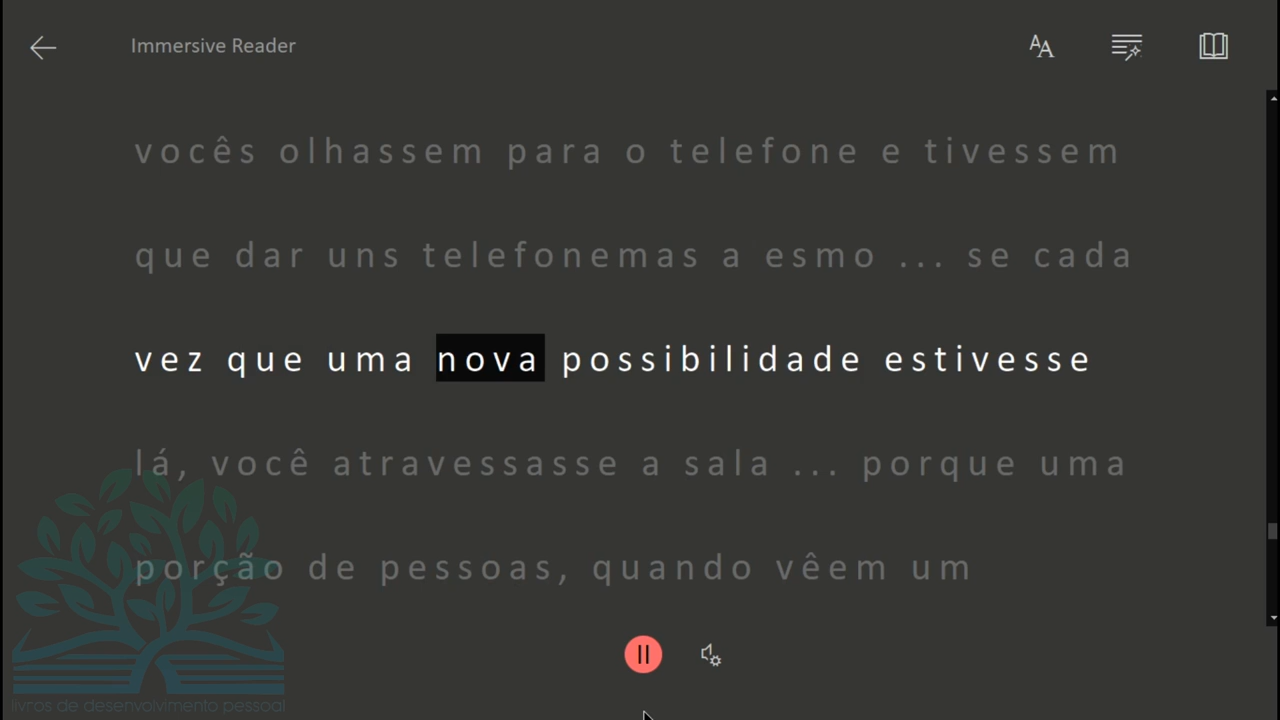 Immersive Reader
vocês olhassem para o telefone e tivessem
que dar uns telefonemas a esmo ... se cada
vez que uma nova possibilidade estivesse
lá, você atravessasse a sala ... porque uma
porção de pessoas, quando vêem um
livros de desenvolvimento pessoal